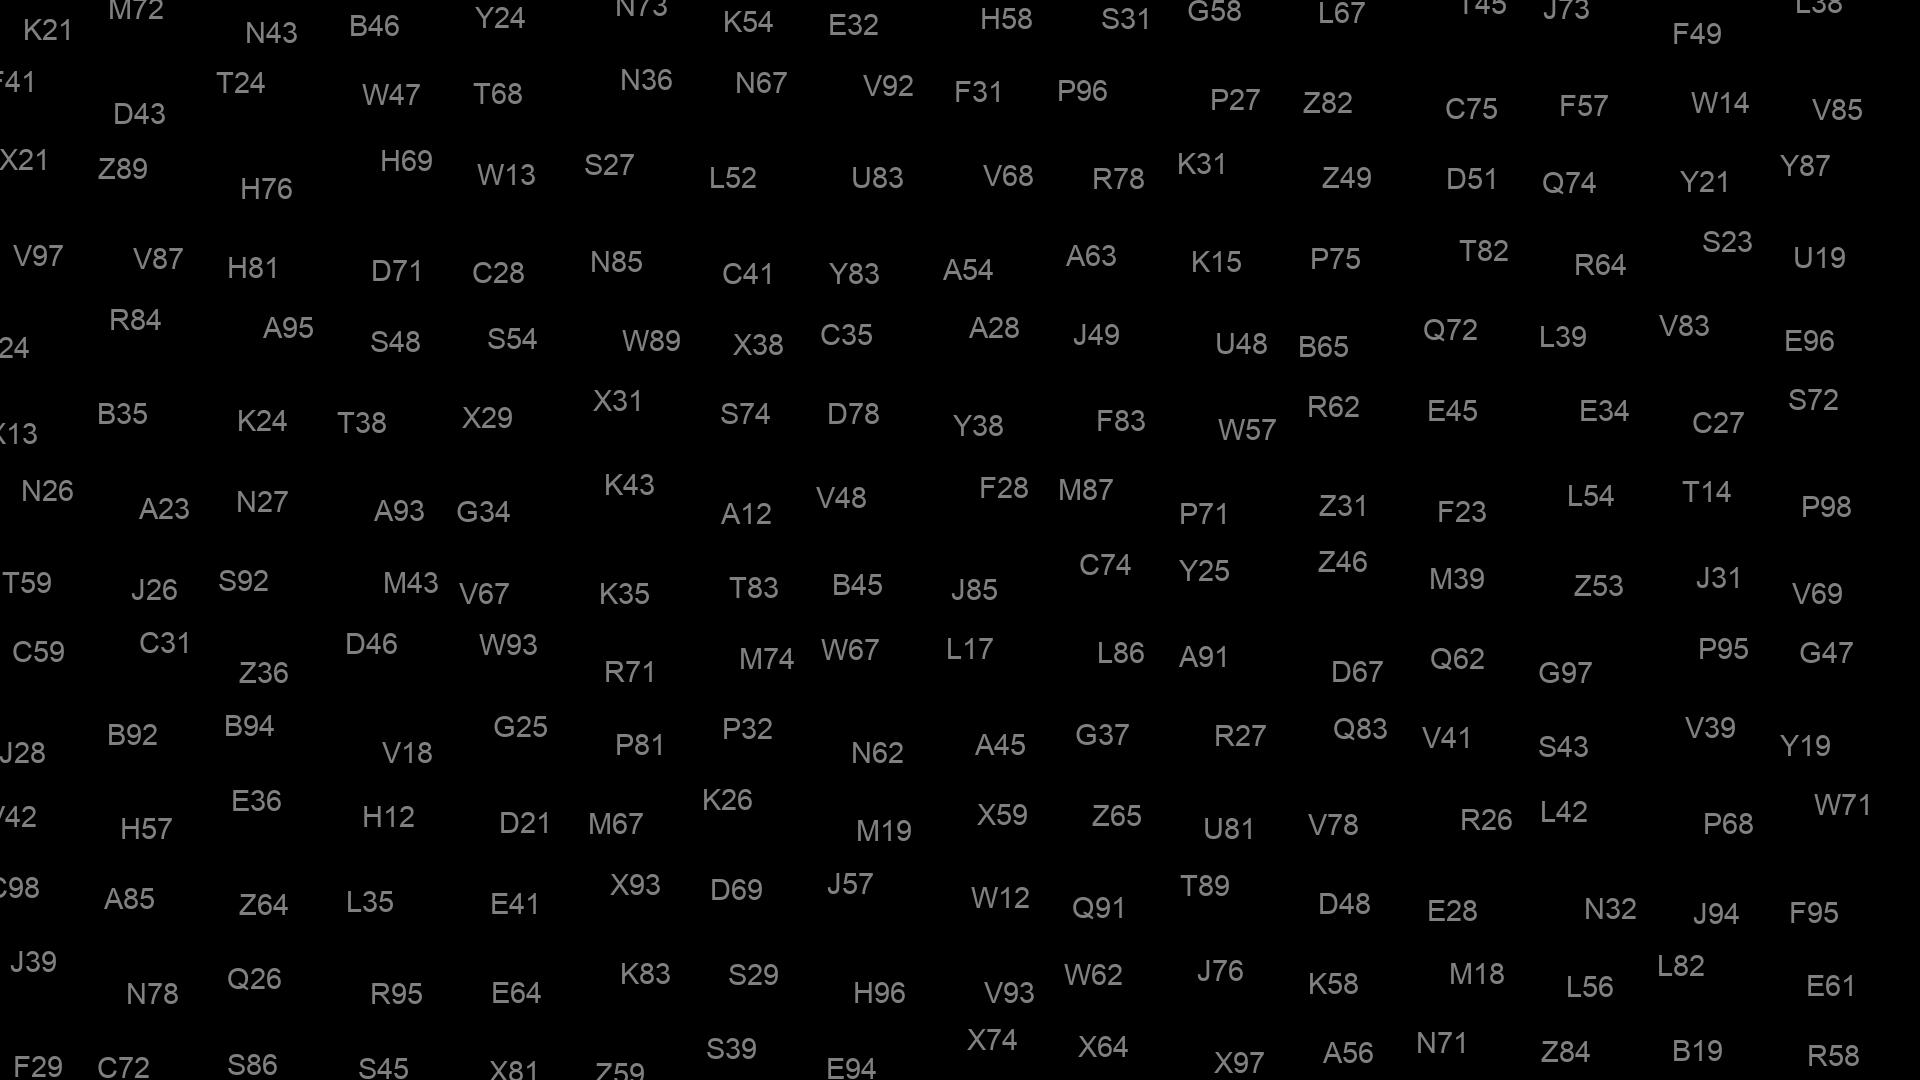 K21 M72 N43 B46 Y24 N73 K54 E32 H58 S31 G58 L67 T45 J73 F49 L38
F41 D43 T24 W47 T68 N36 N67 V92 F31 P96 P27 Z82 C75 F57 W14 V85
X21 Z89 H76 H69 W13 S27 L52 U83 V68 R78 K31 Z49 D51 Q74 Y21 Y87
V97 V87 H81 D71 C28 N85 C41 Y83 A54 A63 K15 P75 T82 R64 S23 U19
24 R84 A95 S48 S54 W89 X38 C35 A28 J49 U48 B65 Q72 L39 V83 E96
B35 K24 T38 X29 X31 S74 D78 Y38 F83 W57 R62 E45 E34 C27 S72
N26 A23 N27 A93 G34 K43 A12 V48 F28 M87 P71 Z31 F23 L54 T14 P98
T59 J26 S92 M43 V67 K35 T83 B45 J85 C74 Y25 Z46 M39 Z53 J31 V69
C59 C31 Z36 D46 W93 R71 M74 W67 L17 L86 A91 D67 Q62 G97 P95 G47
J28 B92 B94 V18 G25 P81 P32 N62 A45 G37 R27 Q83 V41 S43 V39 Y19
V42 H57 E36 H12 D21 M67 K26 M19 X59 Z65 U81 V78 R26 L42 P68 W71
C98 A85 Z64 L35 E41 X93 D69 J57 W12 Q91 T89 D48 E28 N32 J94 F95
J39 N78 Q26 R95 E64 K83 S29 H96 V93 W62 J76 K58 M18 L56 L82 E61
F29 C72 S86 S45 X81 Z59 S39 E94 X74 X64 X97 A56 N71 Z84 B19 R58